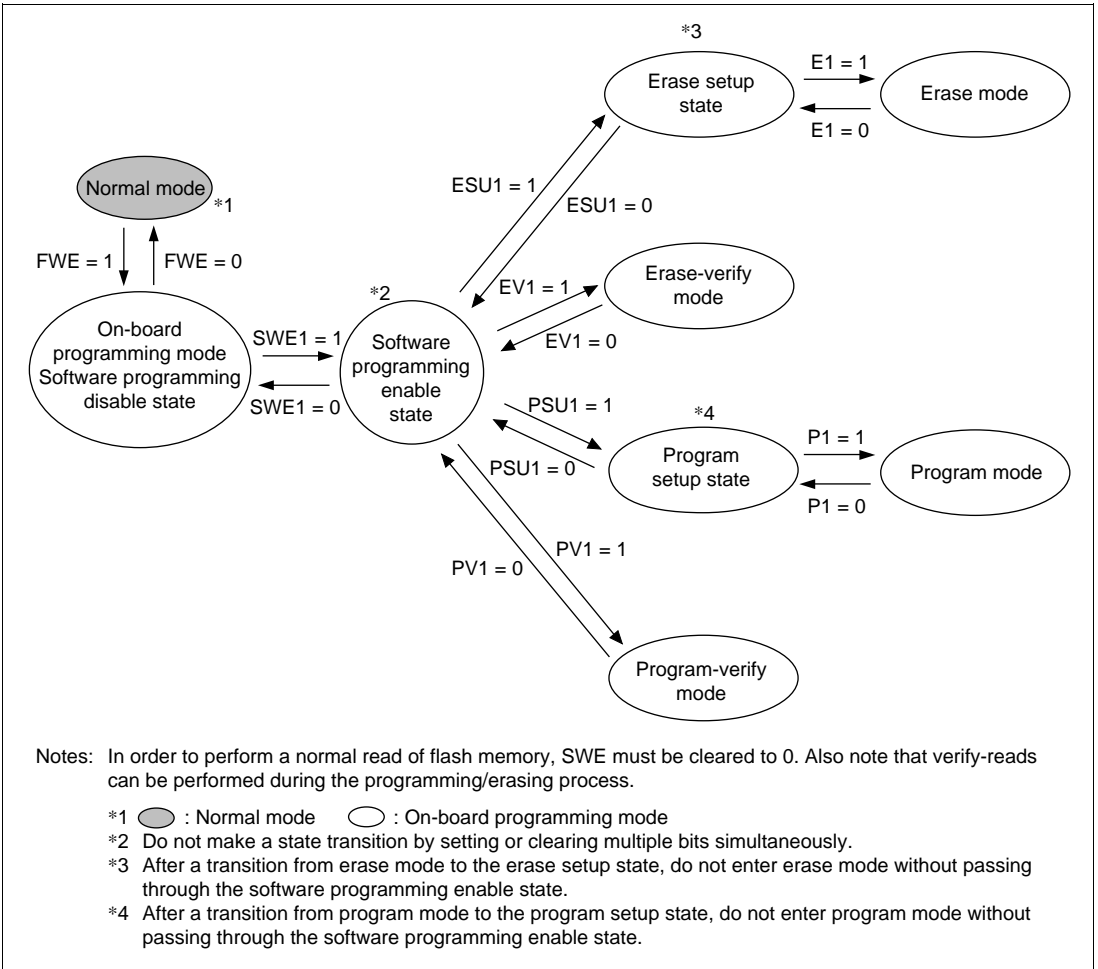 *3
Erase setup
state
E1 = 1
E1 = 0
Erase mode
Normal mode
*1
ESU1 = 1
ESU1 = 0
FWE = 1
FWE = 0
Erase-verify
mode
*2
EV1 = 1
EV1 = 0
On-board
programming mode
Software programming
disable state
SWE1 = 1
SWE1 = 0
Software
programming
enable
state
PSU1 = 1
PSU1 = 0
*4
Program
setup state
P1 = 1
P1 = 0
Program mode
PV1 = 1
PV1 = 0
Program-verify
mode
Notes: In order to perform a normal read of flash memory, SWE must be cleared to 0. Also note that verify-reads
can be performed during the programming/erasing process.
*1 : Normal mode : On-board programming mode
*2 Do not make a state transition by setting or clearing multiple bits simultaneously.
*3 After a transition from erase mode to the erase setup state, do not enter erase mode without passing
through the software programming enable state.
*4 After a transition from program mode to the program setup state, do not enter program mode without
passing through the software programming enable state.